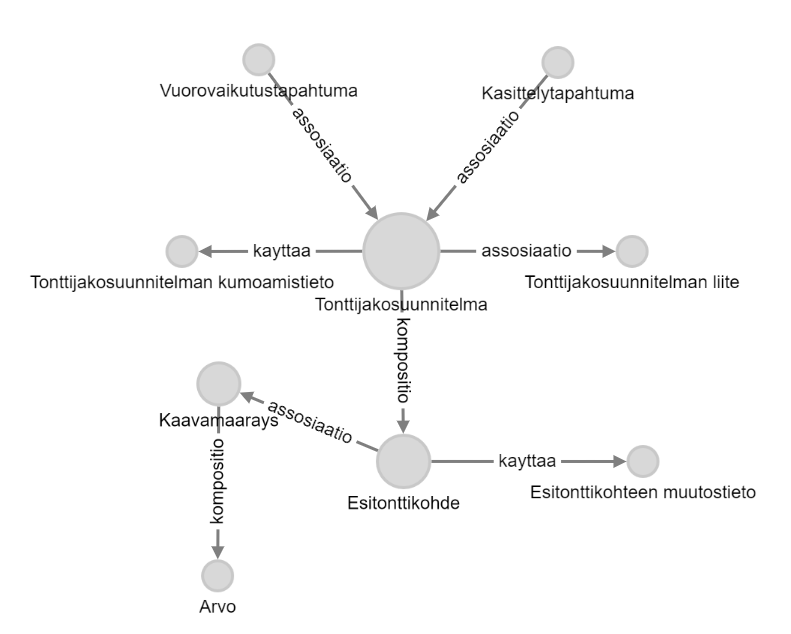 Vuorovaikutustapahtuma
Kasittelytapahtuma
assosiaatio
assosiaatio
kayttaa
assosiaatio
Tonttijakosuunnitelman kumoamistieto
Tonttijakosuunnitelman liite
Tonttijakosuunnitelma
kompositio
assosiaatio
Kaavamaarays
kompositio
kayttaa
Esitonttikohteen muutostieto
Esitonttikohde
Arvo